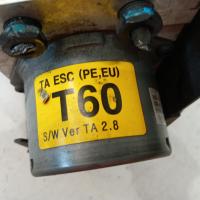 TA ESC (PE,EU)
T60
S/W Ver TA 2.8